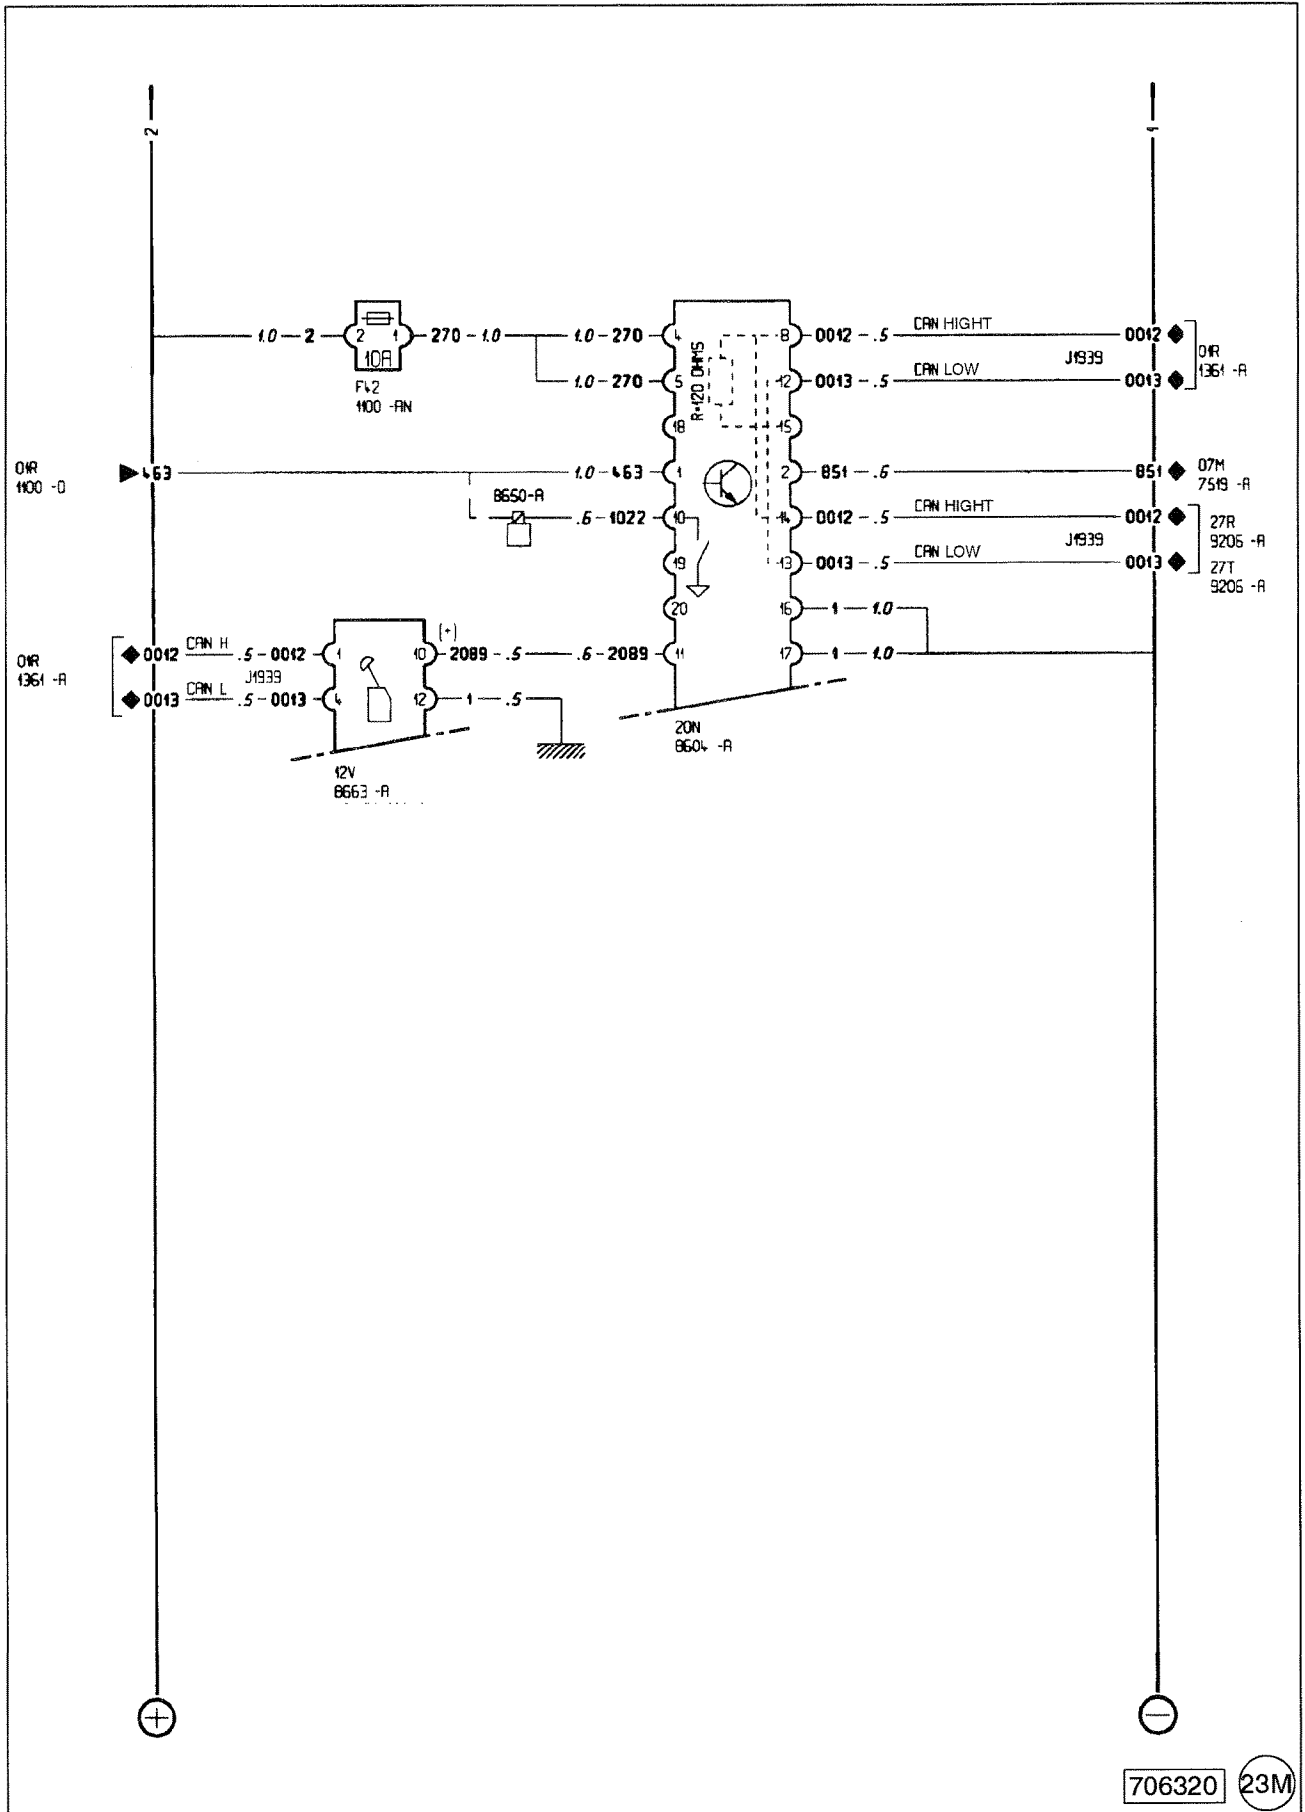 2 1
1.0 2 2 1 270 1.0 1.0 270 4 8 0012 .5 CAN HIGHT 0012
10A
F42
1100 -AN
J1939 01R
1361 -A
1.0 270 5 R=120 OHMS 12 0013 .5 CAN LOW 0013
18 15
01R
1100 -O
463 1.0 463 1 2 851 .6 851 07M
7519 -A
8650-A
.6 1022 10 14 0012 .5 CAN HIGHT 0012
J1939 27R
9206 -A
19 13 0013 .5 CAN LOW 0013
27T
9206 -A
20 16 1 1.0
(+)
01R
1361 -A
0012 CAN H .5 0012 1 10 2089 .5 .6 2089 11 17 1 1.0
J1939
0013 CAN L .5 0013 4 12 1 .5
20N
8604 -A
12V
8663 -A
+ −
706320 23M